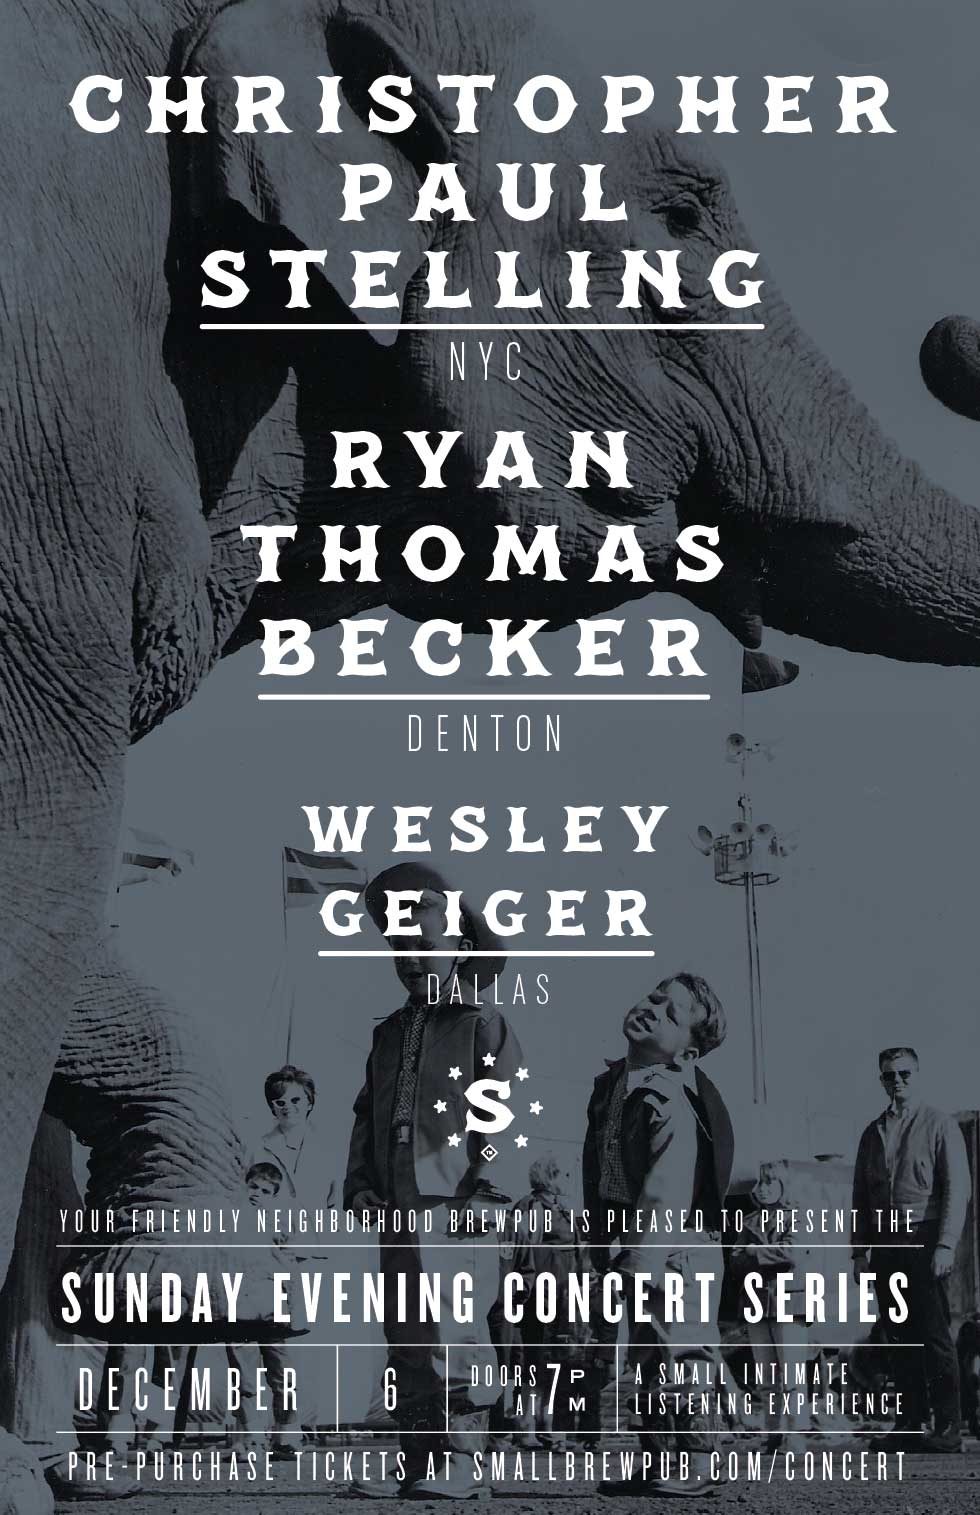 CHRISTOPHER
PAUL
STELLING
NYC
RYAN
THOMAS
BECKER
DENTON
WESLEY
GEIGER
DALLAS
S
TM
YOUR FRIENDLY NEIGHBORHOOD BREWPUB IS PLEASED TO PRESENT THE
SUNDAY EVENING CONCERT SERIES
DECEMBER 6 DOORS AT 7 PM
A SMALL INTIMATE
LISTENING EXPERIENCE
PRE-PURCHASE TICKETS AT SMALLBREWPUB.COM/CONCERT